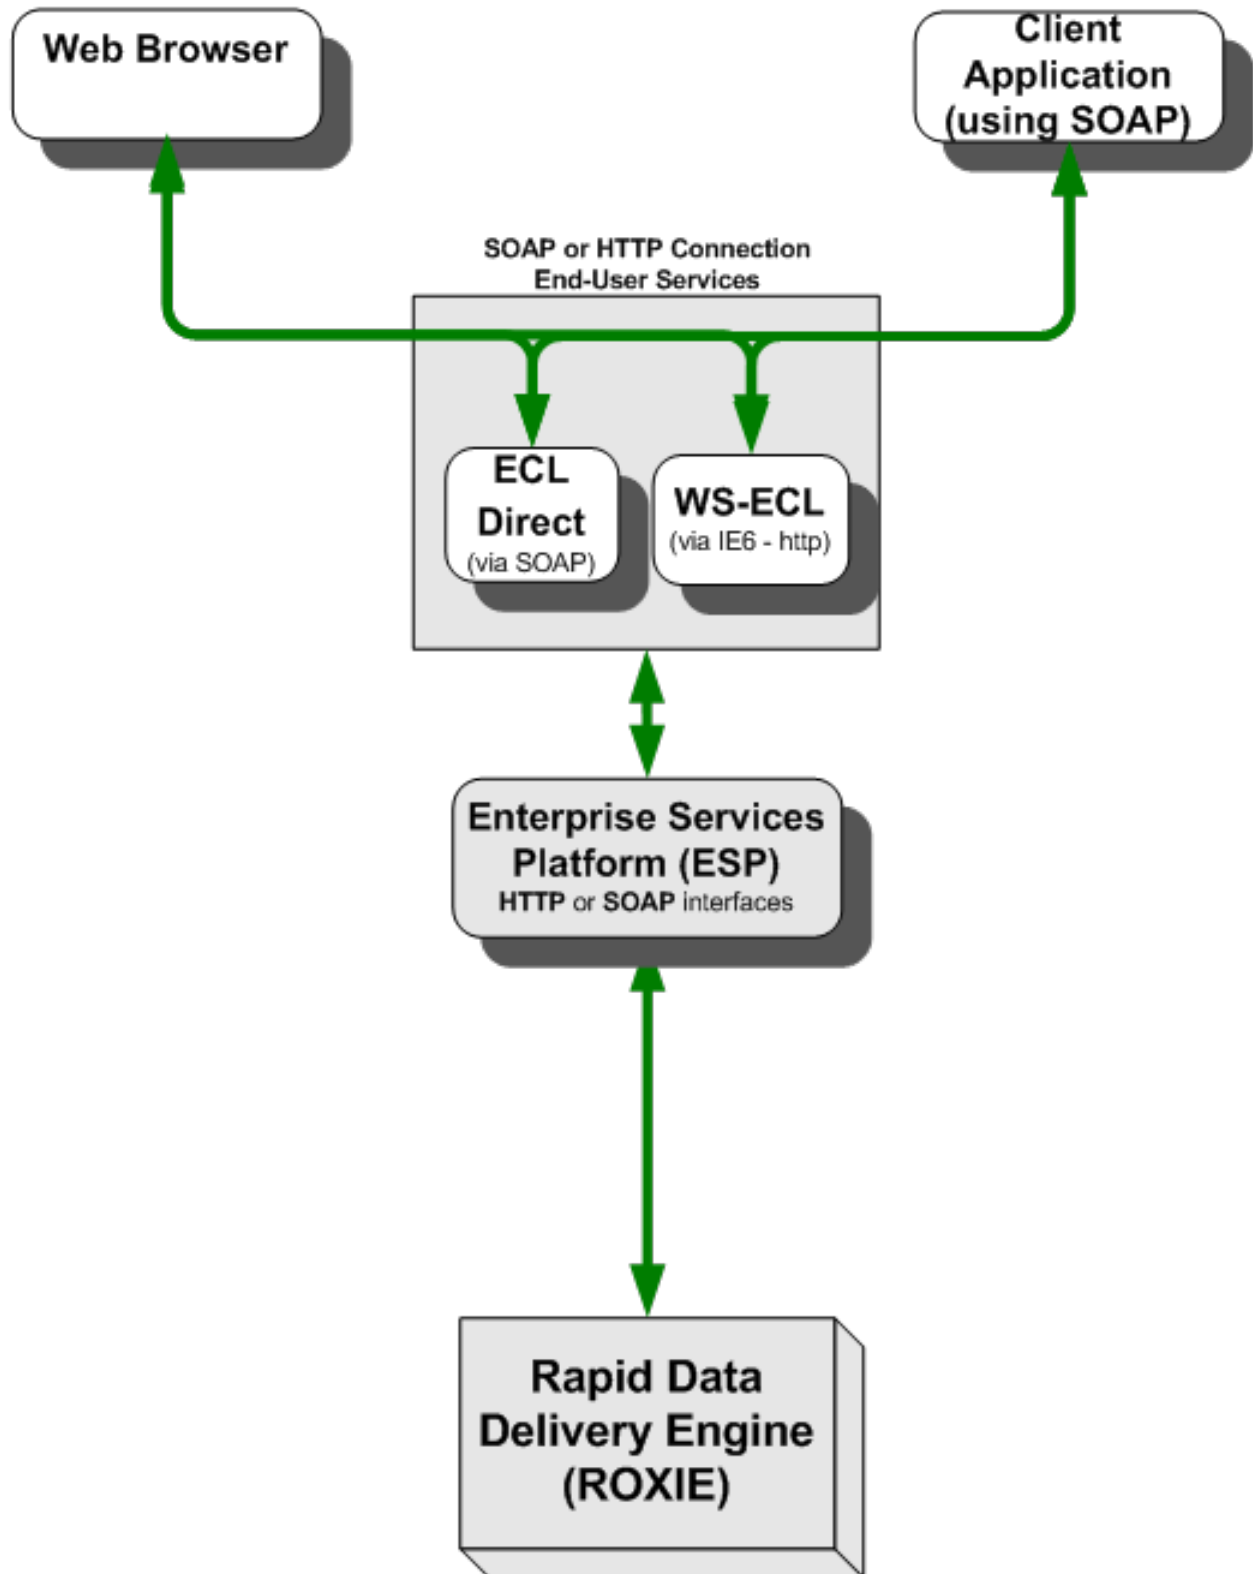 Web Browser
Client
Application
(using SOAP)
SOAP or HTTP Connection
End-User Services
ECL
Direct
(via SOAP)
WS-ECL
(via IE6 - http)
Enterprise Services
Platform (ESP)
HTTP or SOAP interfaces
Rapid Data
Delivery Engine
(ROXIE)